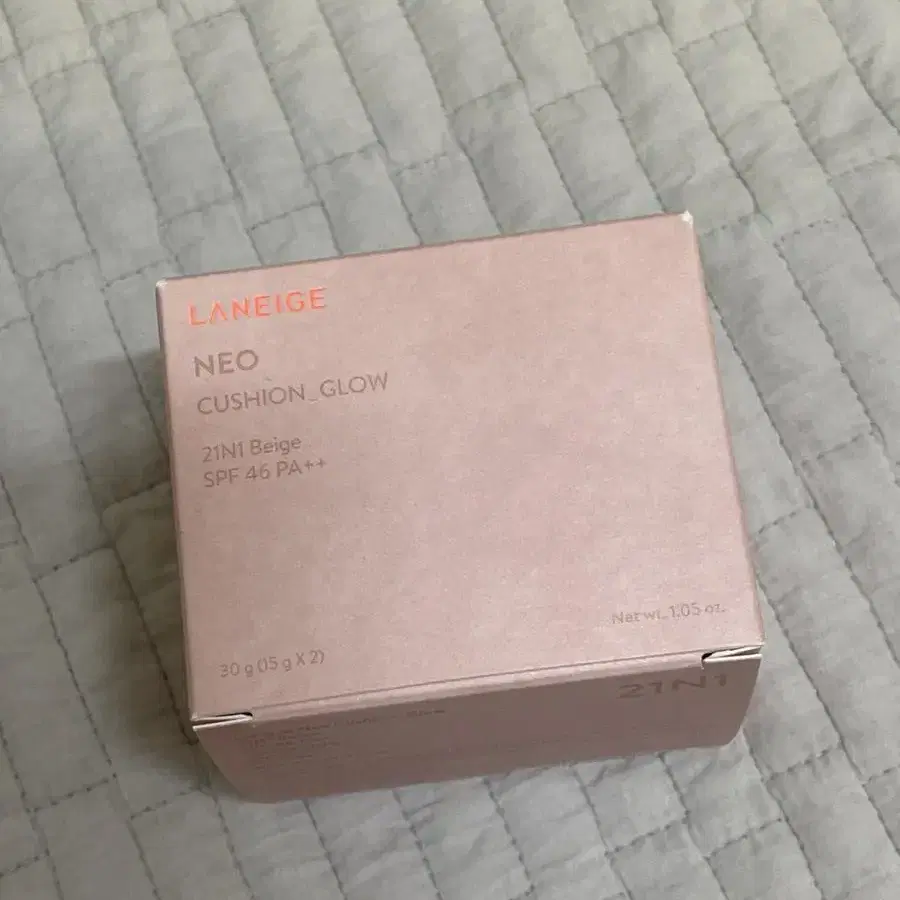 LANEIGE
NEO
CUSHION_GLOW
21N1 Beige
SPF 46 PA++
30 g (15 g X 2)
Net wt. 1.05 oz.
21N1